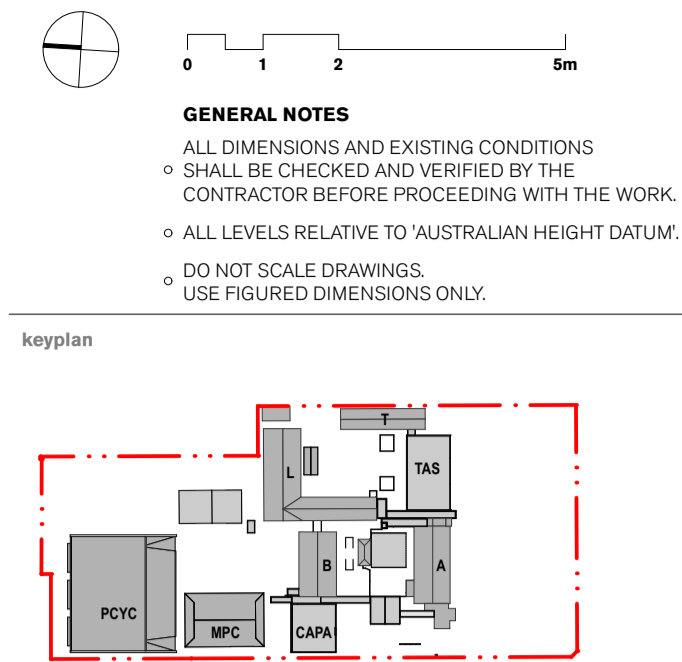 0 1 2 5m
GENERAL NOTES
ALL DIMENSIONS AND EXISTING CONDITIONS
SHALL BE CHECKED AND VERIFIED BY THE
CONTRACTOR BEFORE PROCEEDING WITH THE WORK.
ALL LEVELS RELATIVE TO 'AUSTRALIAN HEIGHT DATUM'.
DO NOT SCALE DRAWINGS.
USE FIGURED DIMENSIONS ONLY.
keyplan
T
L
TAS
B
A
PCYC
MPC
CAPA